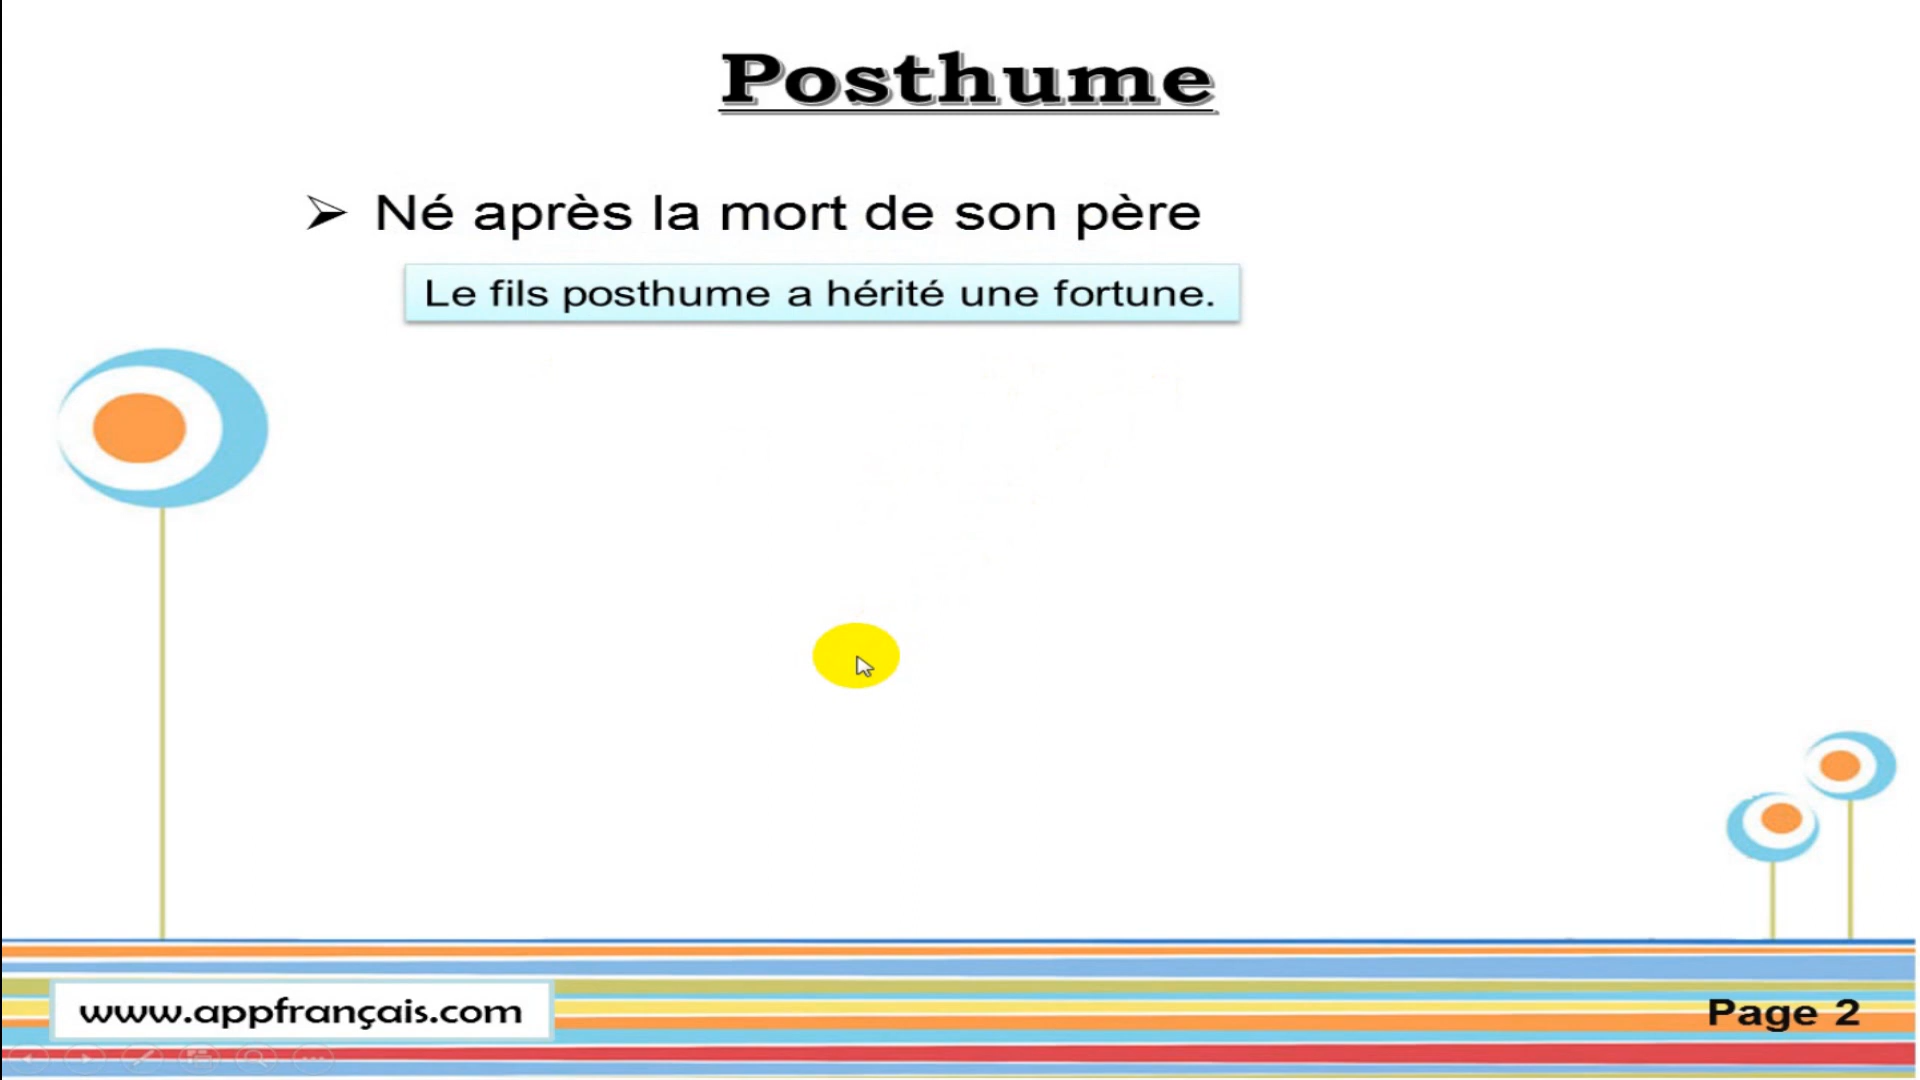 Posthume
➢ Né après la mort de son père
Le fils posthume a hérité une fortune.
www.appfrançais.com
Page 2